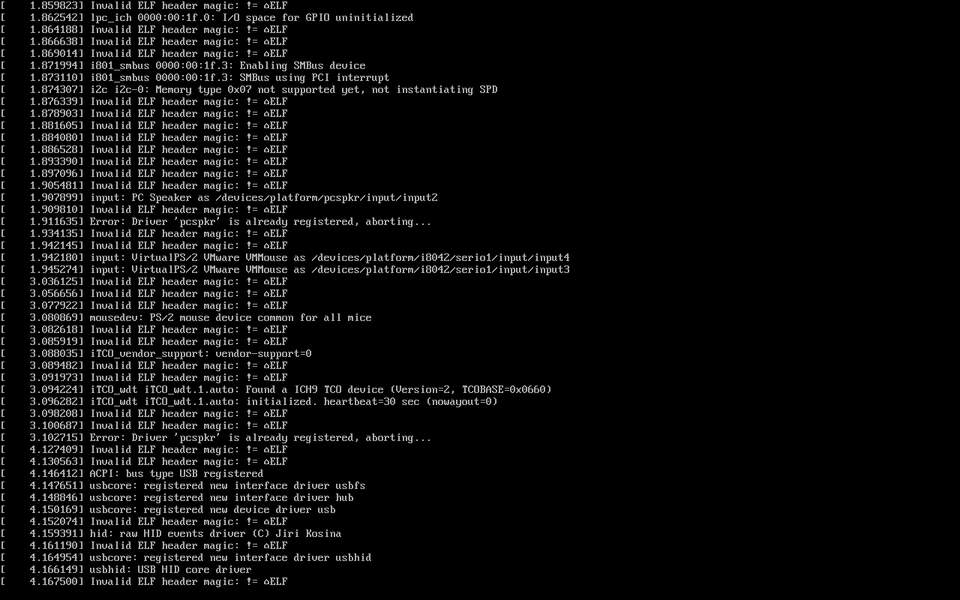 [    1.859823] Invalid ELF header magic: != ⌂ELF
[    1.862542] lpc_ich 0000:00:1f.0: I/O space for GPIO uninitialized
[    1.864188] Invalid ELF header magic: != ⌂ELF
[    1.866638] Invalid ELF header magic: != ⌂ELF
[    1.869014] Invalid ELF header magic: != ⌂ELF
[    1.871994] i801_smbus 0000:00:1f.3: Enabling SMBus device
[    1.873110] i801_smbus 0000:00:1f.3: SMBus using PCI interrupt
[    1.874307] i2c i2c-0: Memory type 0x07 not supported yet, not instantiating SPD
[    1.876339] Invalid ELF header magic: != ⌂ELF
[    1.878903] Invalid ELF header magic: != ⌂ELF
[    1.881605] Invalid ELF header magic: != ⌂ELF
[    1.884080] Invalid ELF header magic: != ⌂ELF
[    1.886528] Invalid ELF header magic: != ⌂ELF
[    1.893390] Invalid ELF header magic: != ⌂ELF
[    1.897096] Invalid ELF header magic: != ⌂ELF
[    1.905481] Invalid ELF header magic: != ⌂ELF
[    1.907899] input: PC Speaker as /devices/platform/pcspkr/input/input2
[    1.909810] Invalid ELF header magic: != ⌂ELF
[    1.911635] Error: Driver 'pcspkr' is already registered, aborting...
[    1.934135] Invalid ELF header magic: != ⌂ELF
[    1.942145] Invalid ELF header magic: != ⌂ELF
[    1.942180] input: VirtualPS/2 VMware VMMouse as /devices/platform/i8042/serio1/input/input4
[    1.945274] input: VirtualPS/2 VMware VMMouse as /devices/platform/i8042/serio1/input/input3
[    3.036125] Invalid ELF header magic: != ⌂ELF
[    3.056656] Invalid ELF header magic: != ⌂ELF
[    3.077922] Invalid ELF header magic: != ⌂ELF
[    3.080869] mousedev: PS/2 mouse device common for all mice
[    3.082618] Invalid ELF header magic: != ⌂ELF
[    3.085919] Invalid ELF header magic: != ⌂ELF
[    3.088035] iTCO_vendor_support: vendor-support=0
[    3.089482] Invalid ELF header magic: != ⌂ELF
[    3.091973] Invalid ELF header magic: != ⌂ELF
[    3.094224] iTCO_wdt iTCO_wdt.1.auto: Found a ICH9 TCO device (Version=2, TCOBASE=0x0660)
[    3.096282] iTCO_wdt iTCO_wdt.1.auto: initialized. heartbeat=30 sec (nowayout=0)
[    3.098208] Invalid ELF header magic: != ⌂ELF
[    3.100687] Invalid ELF header magic: != ⌂ELF
[    3.102715] Error: Driver 'pcspkr' is already registered, aborting...
[    4.127409] Invalid ELF header magic: != ⌂ELF
[    4.130563] Invalid ELF header magic: != ⌂ELF
[    4.146412] ACPI: bus type USB registered
[    4.147651] usbcore: registered new interface driver usbfs
[    4.148846] usbcore: registered new interface driver hub
[    4.150169] usbcore: registered new device driver usb
[    4.152074] Invalid ELF header magic: != ⌂ELF
[    4.159391] hid: raw HID events driver (C) Jiri Kosina
[    4.161190] Invalid ELF header magic: != ⌂ELF
[    4.164954] usbcore: registered new interface driver usbhid
[    4.166149] usbhid: USB HID core driver
[    4.167500] Invalid ELF header magic: != ⌂ELF